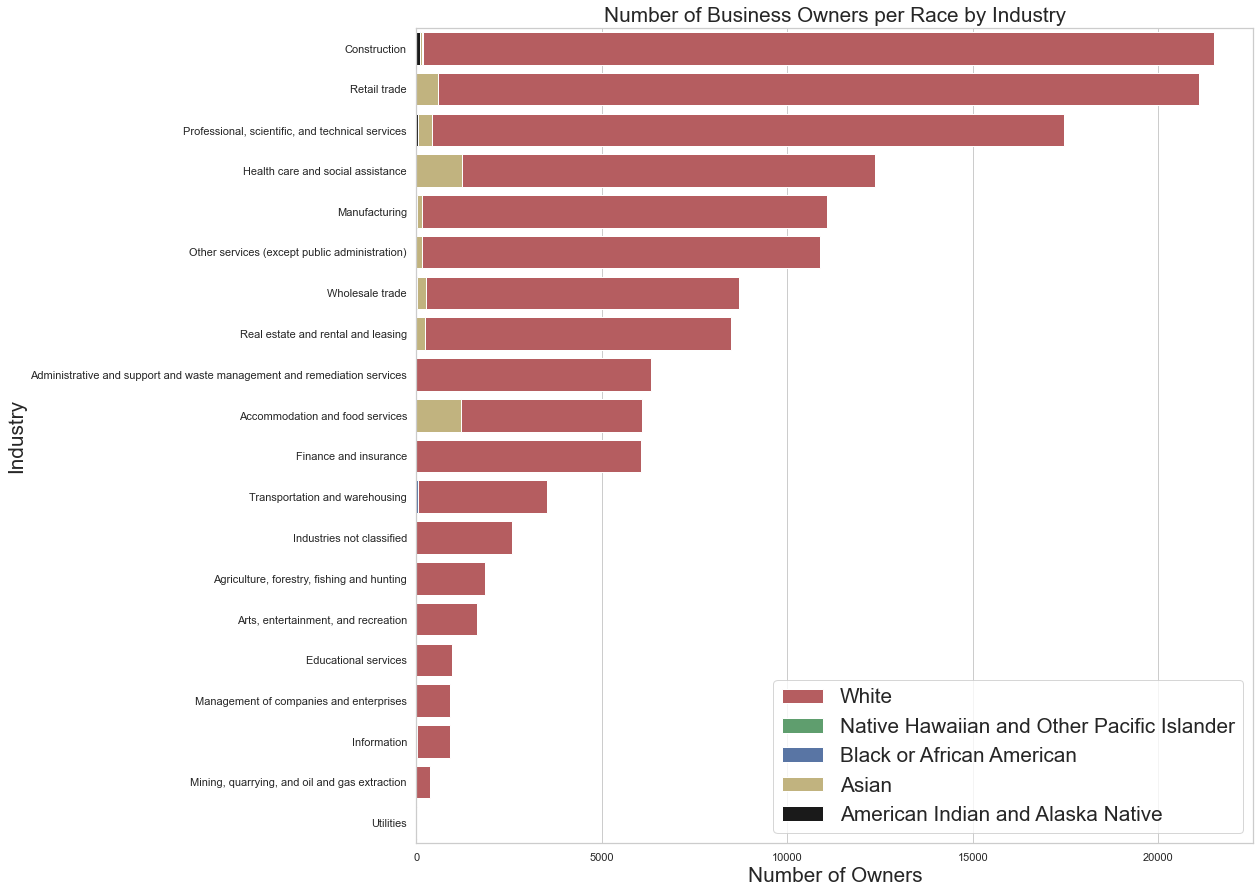 Number of Business Owners per Race by Industry
Construction
Retail trade
Professional, scientific, and technical services
Health care and social assistance
Manufacturing
Other services (except public administration)
Wholesale trade
Real estate and rental and leasing
Administrative and support and waste management and remediation services
Accommodation and food services
Finance and insurance
Transportation and warehousing
Industries not classified
Agriculture, forestry, fishing and hunting
Arts, entertainment, and recreation
Educational services
Management of companies and enterprises
Information
Mining, quarrying, and oil and gas extraction
Utilities
Industry
White
Native Hawaiian and Other Pacific Islander
Black or African American
Asian
American Indian and Alaska Native
0 5000 10000 15000 20000
Number of Owners